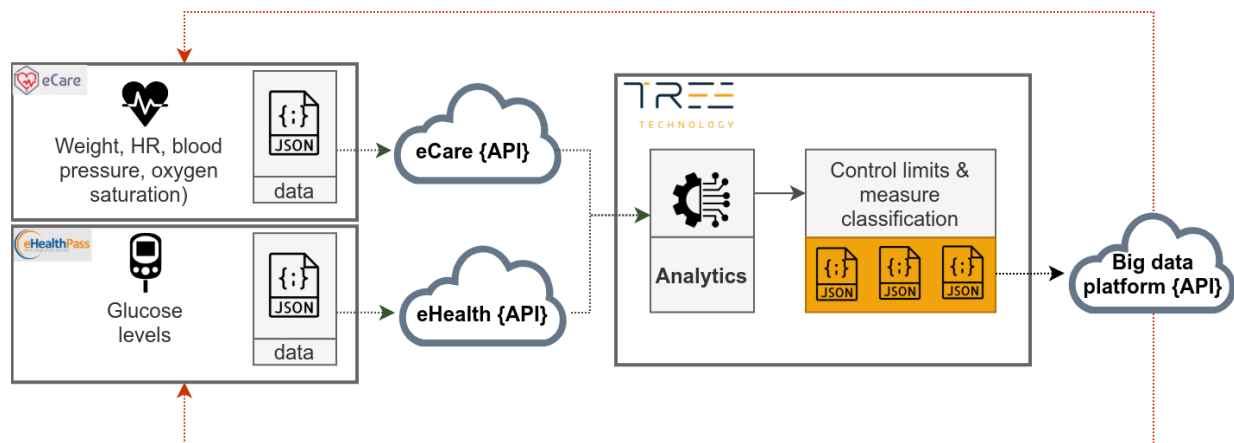 eCare
Weight, HR, blood
pressure, oxygen
saturation)
{;}
JSON
data
eCare {API}
eHealthPass
Glucose
levels
{;}
JSON
data
eHealth {API}
TREE
TECHNOLOGY
Analytics
Control limits &
measure
classification
{;} {;} {;}
JSON JSON JSON
Big data
platform {API}